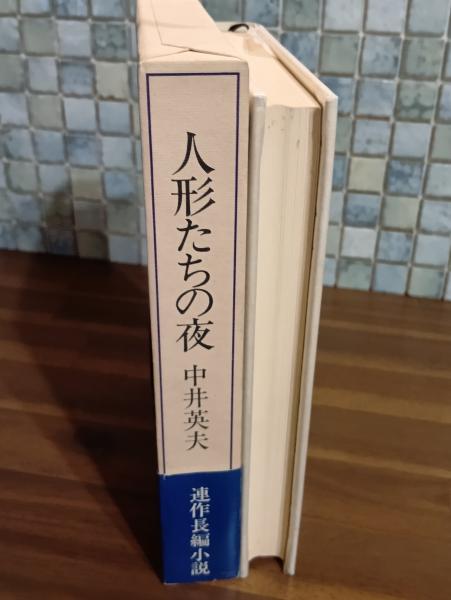 人形たちの夜
中井英夫
連作長編小説